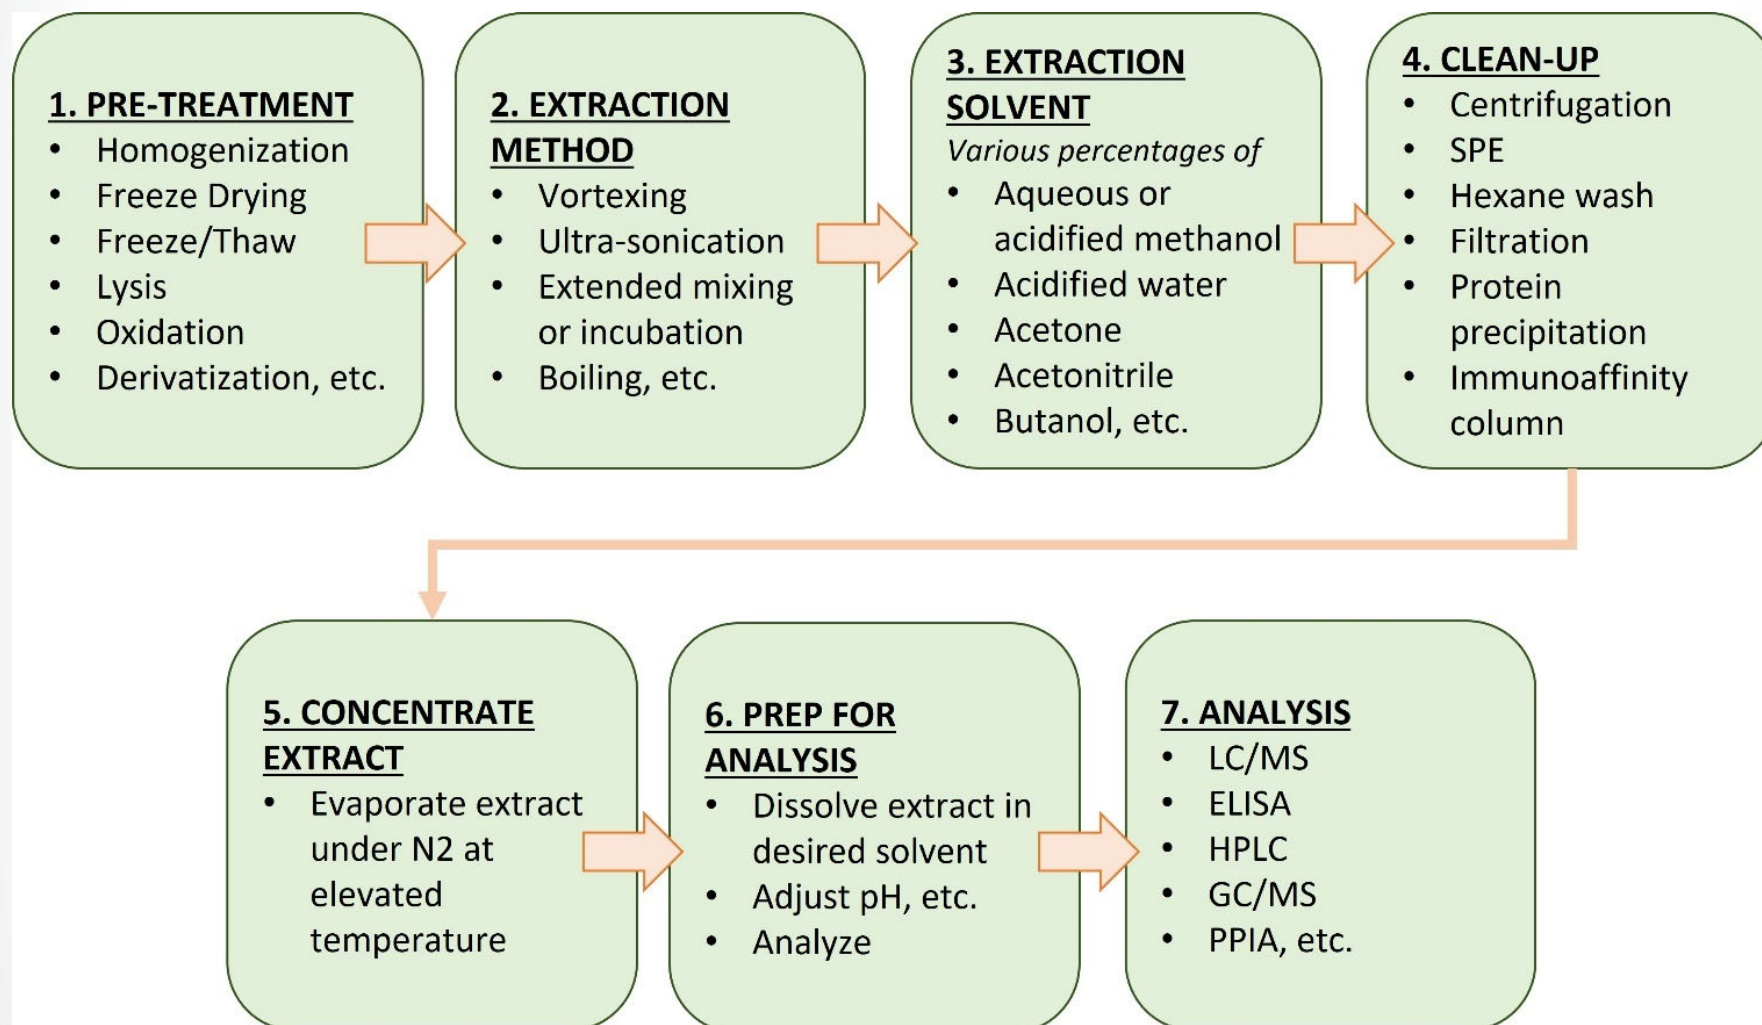 1. PRE-TREATMENT
• Homogenization
• Freeze Drying
• Freeze/Thaw
• Lysis
• Oxidation
• Derivatization, etc.
2. EXTRACTION
METHOD
• Vortexing
• Ultra-sonication
• Extended mixing
or incubation
• Boiling, etc.
3. EXTRACTION
SOLVENT
Various percentages of
• Aqueous or
acidified methanol
• Acidified water
• Acetone
• Acetonitrile
• Butanol, etc.
4. CLEAN-UP
• Centrifugation
• SPE
• Hexane wash
• Filtration
• Protein
precipitation
• Immunoaffinity
column
5. CONCENTRATE
EXTRACT
• Evaporate extract
under N2 at
elevated
temperature
6. PREP FOR
ANALYSIS
• Dissolve extract in
desired solvent
• Adjust pH, etc.
• Analyze
7. ANALYSIS
• LC/MS
• ELISA
• HPLC
• GC/MS
• PPIA, etc.